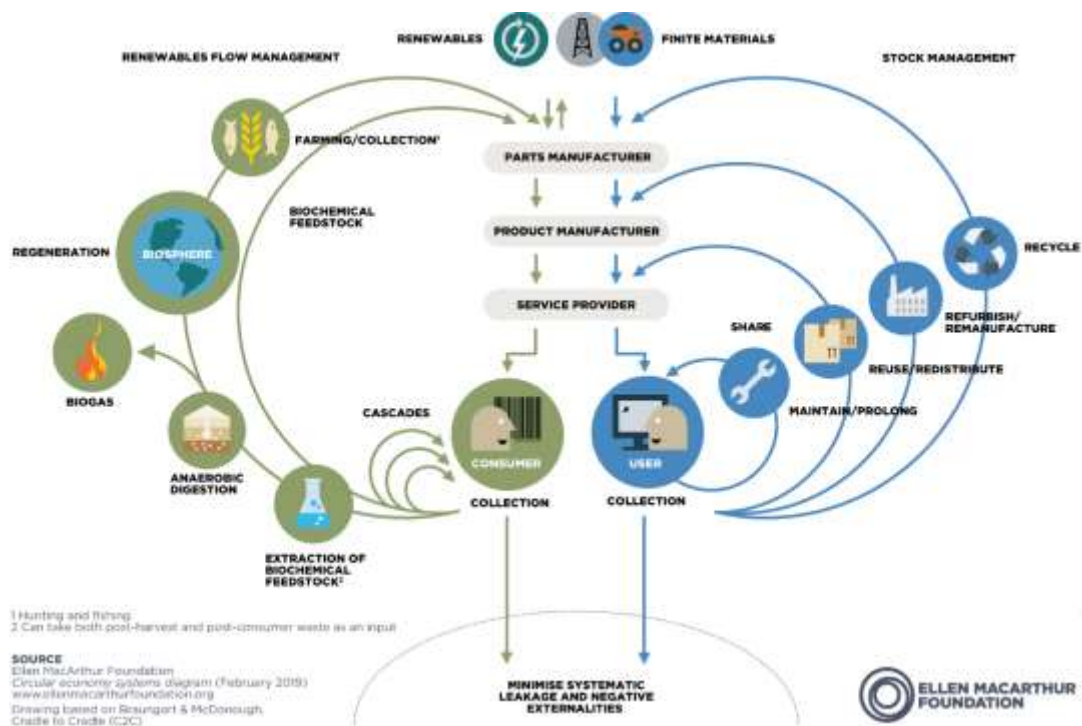 RENEWABLES
FINITE MATERIALS
RENEWABLES FLOW MANAGEMENT
STOCK MANAGEMENT
FARMING/COLLECTION¹
PARTS MANUFACTURER
BIOCHEMICAL
FEEDSTOCK
PRODUCT MANUFACTURER
REGENERATION
BIOSPHERE
RECYCLE
SERVICE PROVIDER
SHARE
REFURBISH/
REMANUFACTURE
REUSE/REDISTRIBUTE
BIOGAS
CASCADES
MAINTAIN/PROLONG
CONSUMER
USER
ANAEROBIC
DIGESTION
COLLECTION
COLLECTION
EXTRACTION OF
BIOCHEMICAL
FEEDSTOCK²
1 Hunting and fishing
2 Can take both post-harvest and post-consumer waste as an input
SOURCE
Ellen MacArthur Foundation
Circular economy systems diagram (February 2019)
www.ellenmacarthurfoundation.org
Drawing based on Braungart & McDonough,
Cradle to Cradle (C2C)
MINIMISE SYSTEMATIC
LEAKAGE AND NEGATIVE
EXTERNALITIES
ELLEN MACARTHUR
FOUNDATION